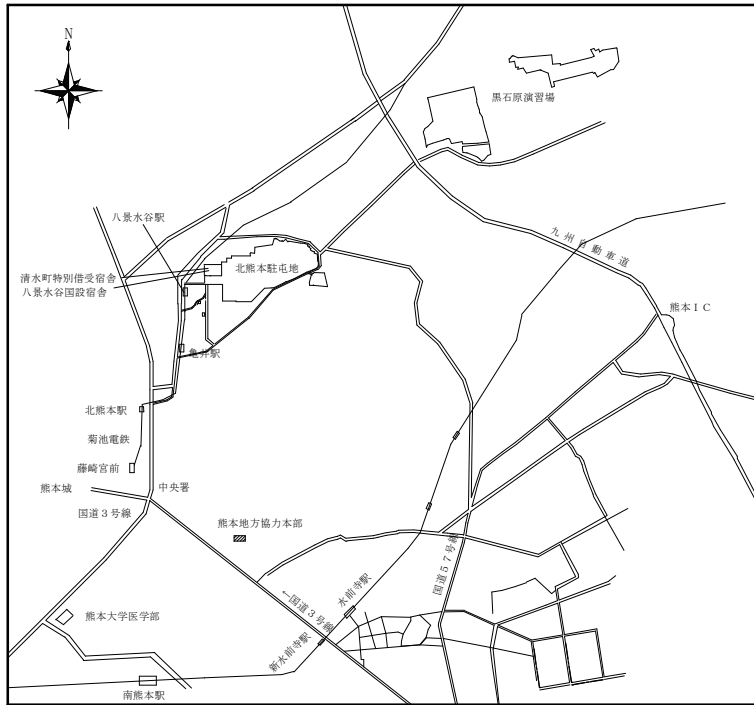 N
黒石原演習場
八景水谷駅
九州自動車道
清水町特別借受宿舎
八景水谷国設宿舎
北熊本駐屯地
熊本ＩＣ
亀井駅
北熊本駅
菊池電鉄
藤崎宮前
熊本城
中央署
国道３号線
熊本地方協力本部
国道５７号線
←国道３号線
水前寺駅
新水前寺駅
熊本大学医学部
南熊本駅